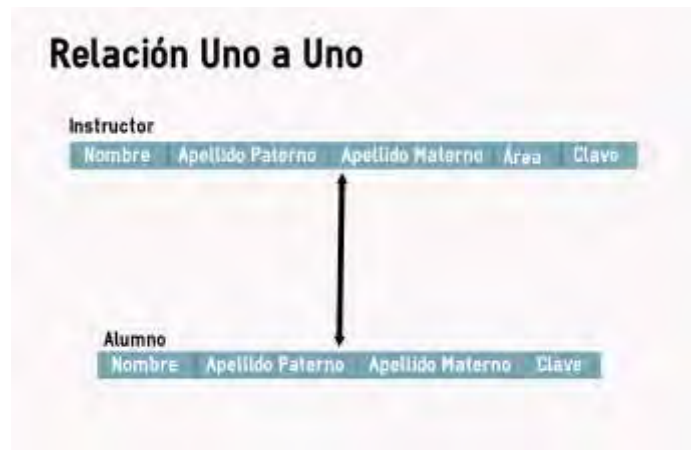 Relación Uno a Uno
Instructor
Nombre Apellido Paterno Apellido Materno Área Clave
Alumno
Nombre Apellido Paterno Apellido Materno Clave